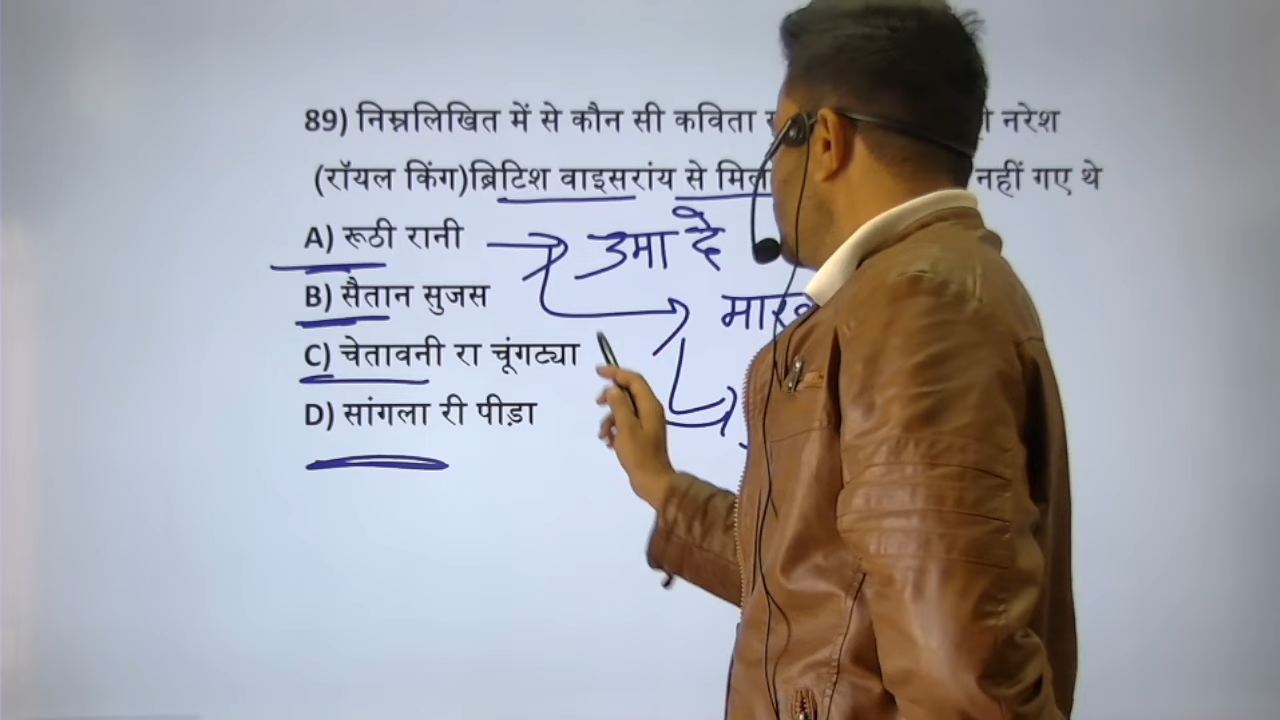 89) निम्नलिखित में से कौन सी कविता नरेश
(रॉयल किंग)ब्रिटिश वाइसरांय से नहीं गए थे
A) रूठी रानी उमा दे
B) सैतान सुजस
C) चेतावनी रा चूंगट्या
D) सांगला री पीड़ा